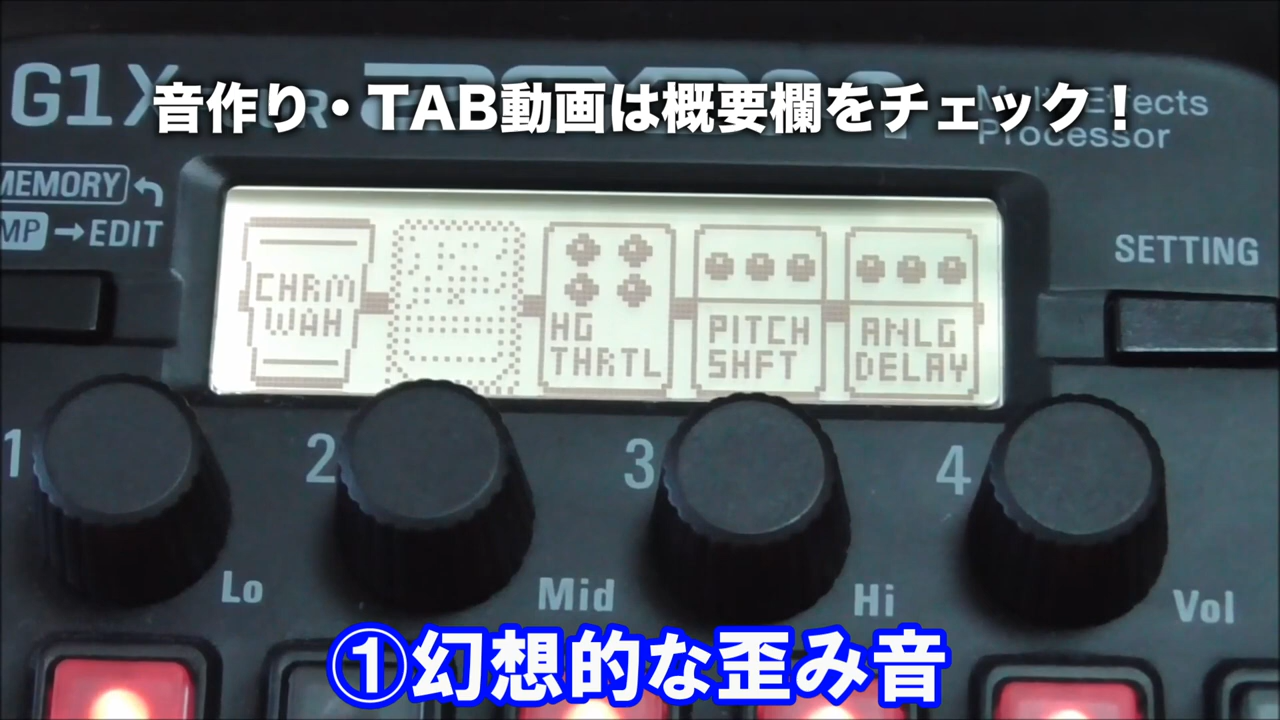 音作り・TAB動画は概要欄をチェック！
G1X
Effects
Processor
MEMORY
MP →EDIT
SETTING
CHRM WAH
HG THRTL
PITCH SHFT
ANLG DELAY
1 2 3 4
Lo Mid Hi Vol
①幻想的な歪み音